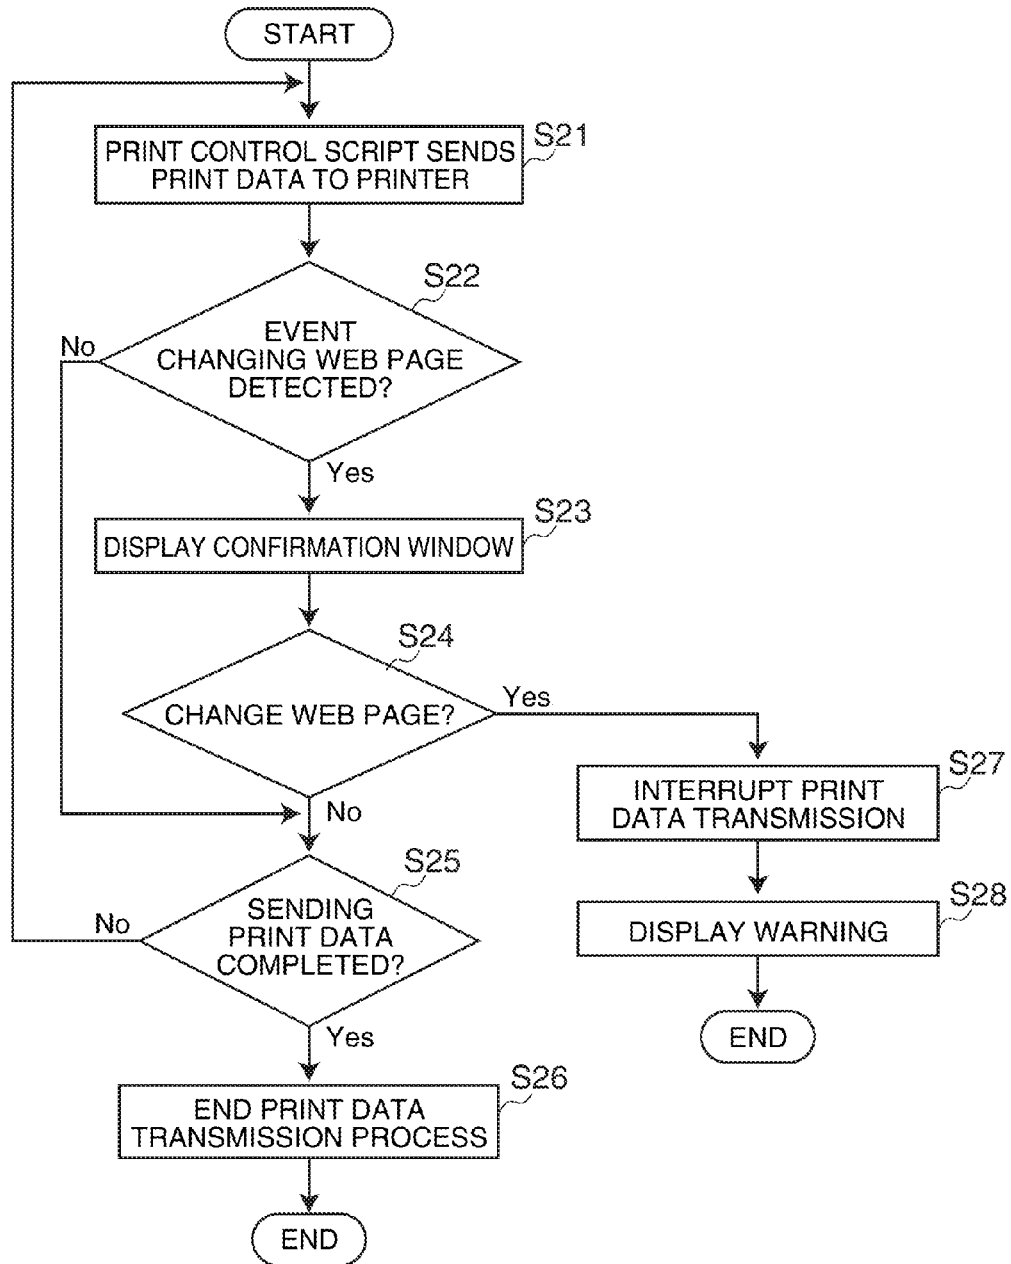 START
S21
PRINT CONTROL SCRIPT SENDS
PRINT DATA TO PRINTER
S22
EVENT
CHANGING WEB PAGE
DETECTED?
No
Yes
S23
DISPLAY CONFIRMATION WINDOW
S24
CHANGE WEB PAGE?
Yes
No
S27
INTERRUPT PRINT
DATA TRANSMISSION
S25
SENDING
PRINT DATA
COMPLETED?
No
Yes
S28
DISPLAY WARNING
END
S26
END PRINT DATA
TRANSMISSION PROCESS
END